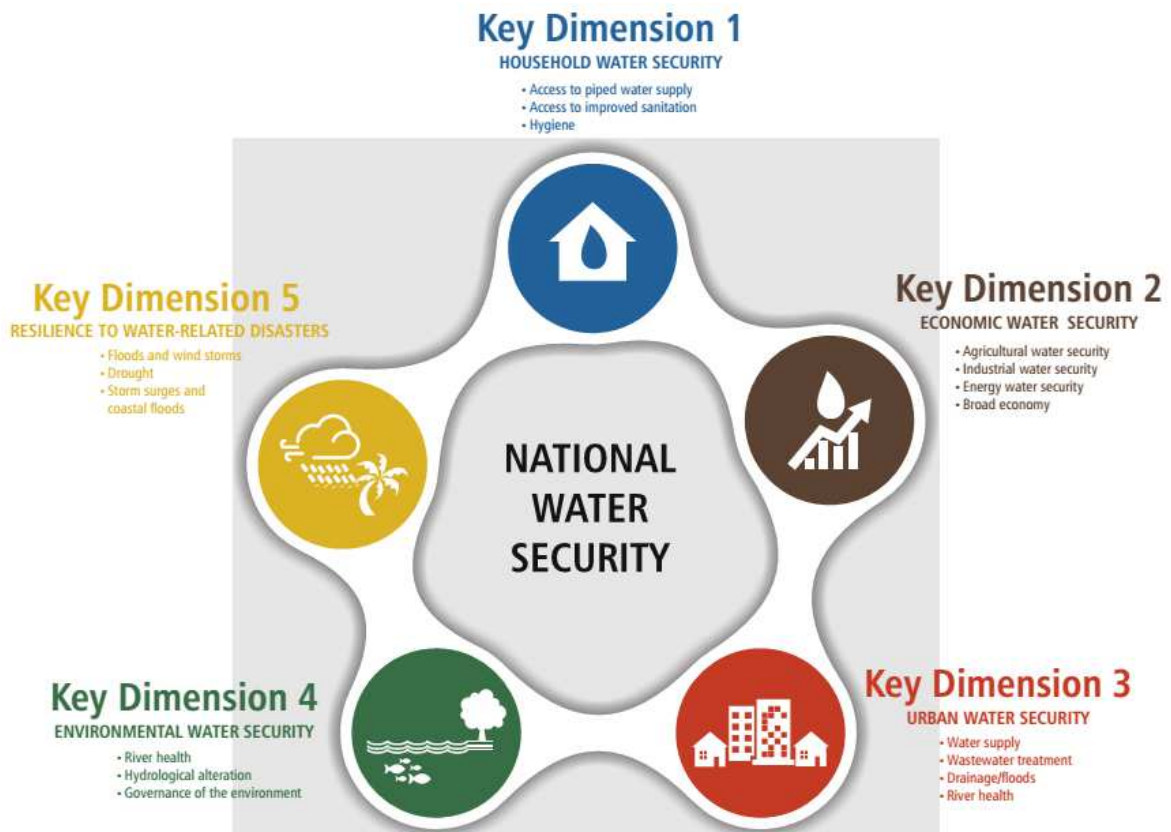 Key Dimension 1
HOUSEHOLD WATER SECURITY
• Access to piped water supply
• Access to improved sanitation
• Hygiene
Key Dimension 2
ECONOMIC WATER SECURITY
• Agricultural water security
• Industrial water security
• Energy water security
• Broad economy
Key Dimension 5
RESILIENCE TO WATER-RELATED DISASTERS
• Floods and wind storms
• Drought
• Storm surges and
coastal floods
NATIONAL
WATER
SECURITY
Key Dimension 4
ENVIRONMENTAL WATER SECURITY
• River health
• Hydrological alteration
• Governance of the environment
Key Dimension 3
URBAN WATER SECURITY
• Water supply
• Wastewater treatment
• Drainage/floods
• River health